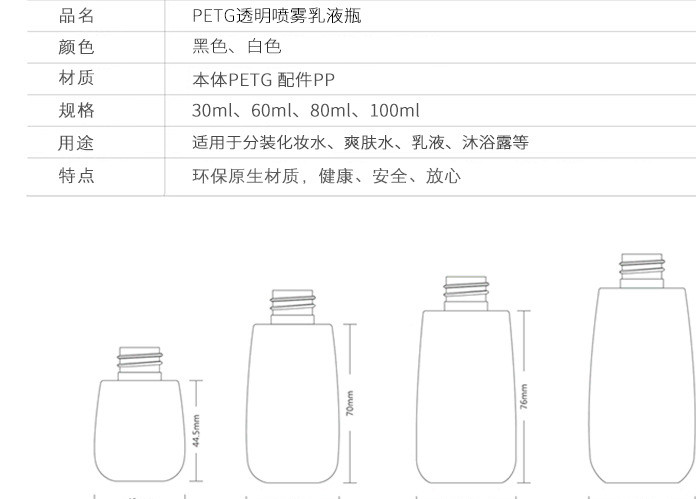 品名 PETG透明喷雾乳液瓶
颜色 黑色、白色
材质 本体PETG 配件PP
规格 30ml、60ml、80ml、100ml
用途 适用于分装化妆水、爽肤水、乳液、沐浴露等
特点 环保原生材质，健康、安全、放心
44.5mm
70mm
76mm